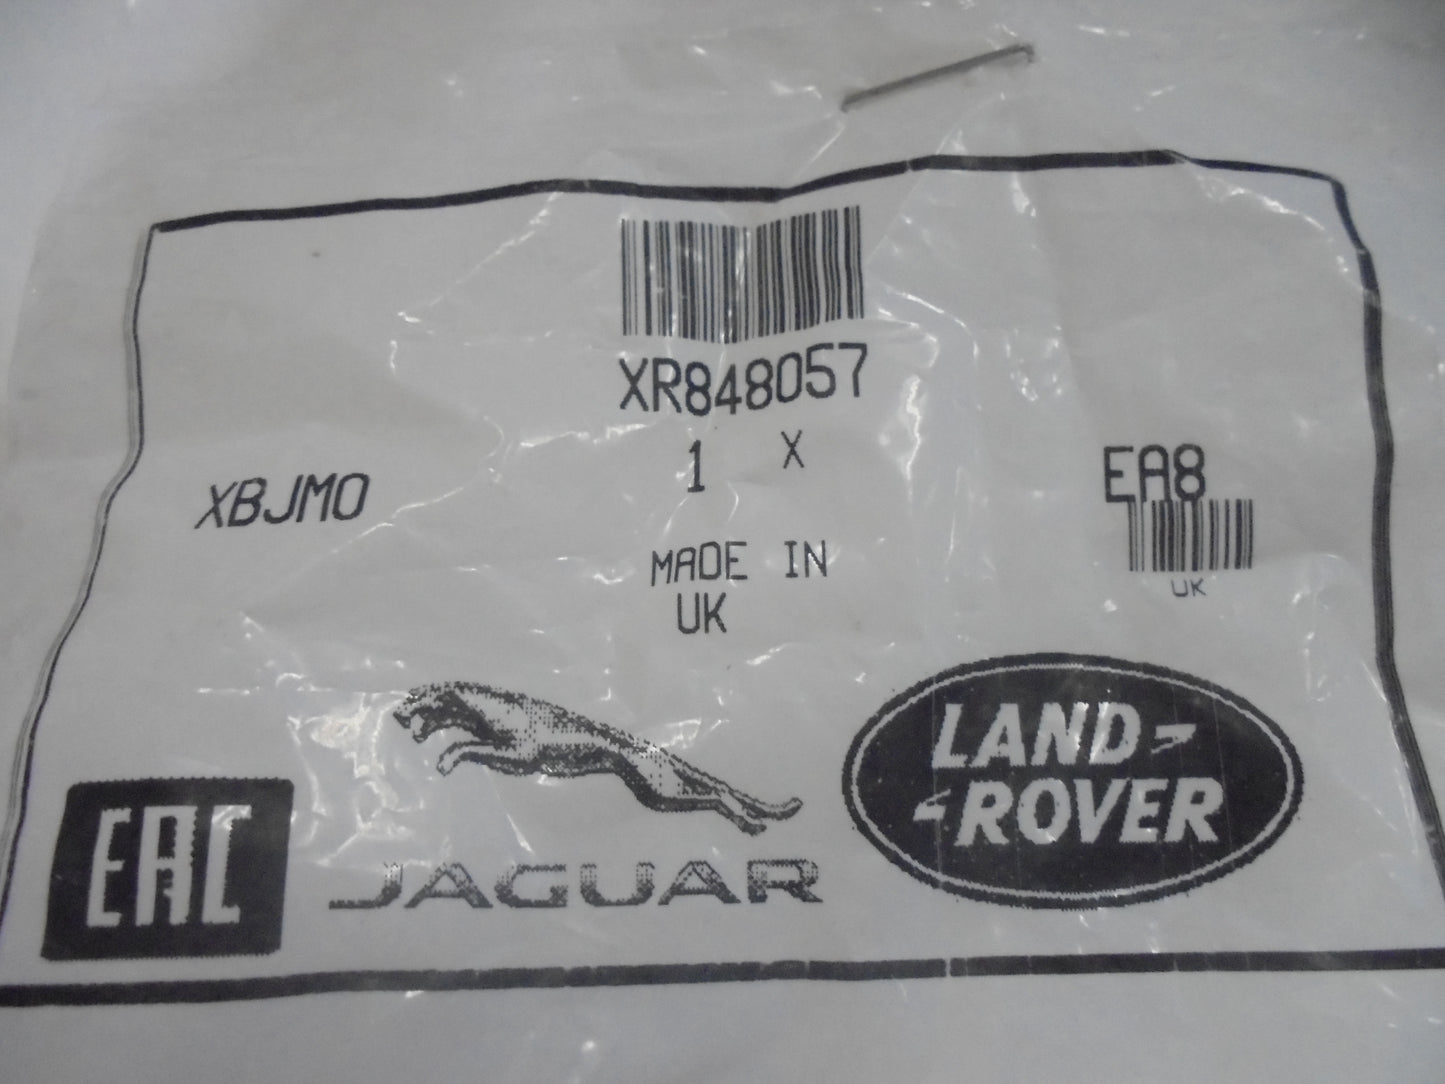 XR848057
1 X
XBJMO
EA8
MADE IN
UK
UK
EAC
JAGUAR
LAND-
-ROVER